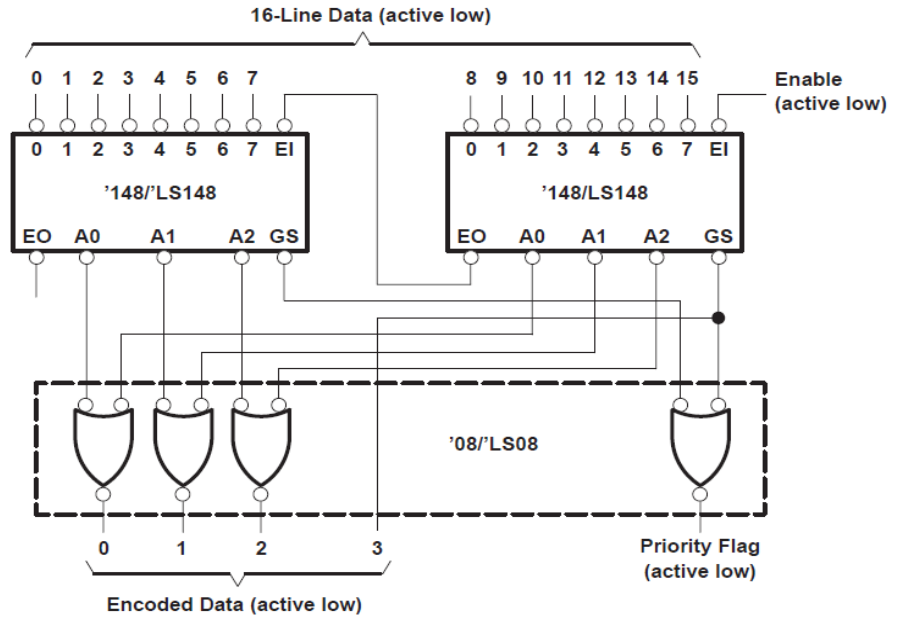 16-Line Data (active low)
0 1 2 3 4 5 6 7
8 9 10 11 12 13 14 15
Enable
(active low)
0 1 2 3 4 5 6 7 EI
0 1 2 3 4 5 6 7 EI
’148/’LS148
’148/LS148
EO A0 A1 A2 GS
EO A0 A1 A2 GS
’08/’LS08
0 1 2 3
Priority Flag
(active low)
Encoded Data (active low)